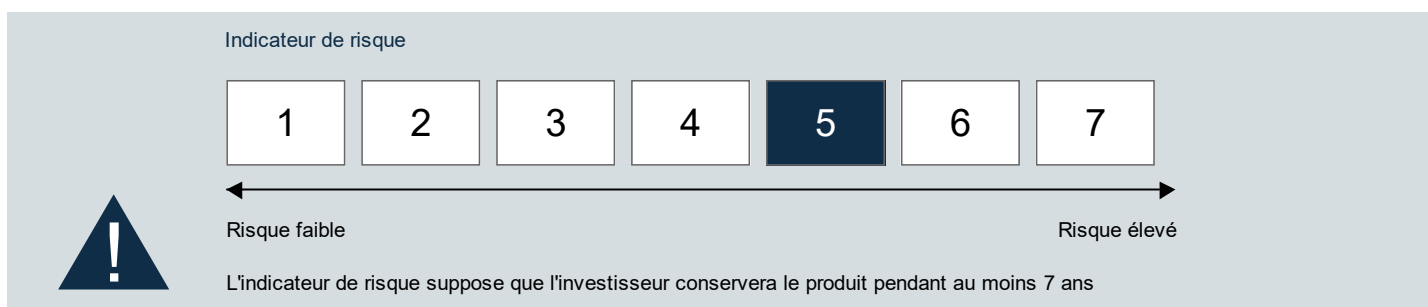 Indicateur de risque
1 2 3 4 5 6 7
Risque faible Risque élevé
!
L'indicateur de risque suppose que l'investisseur conservera le produit pendant au moins 7 ans